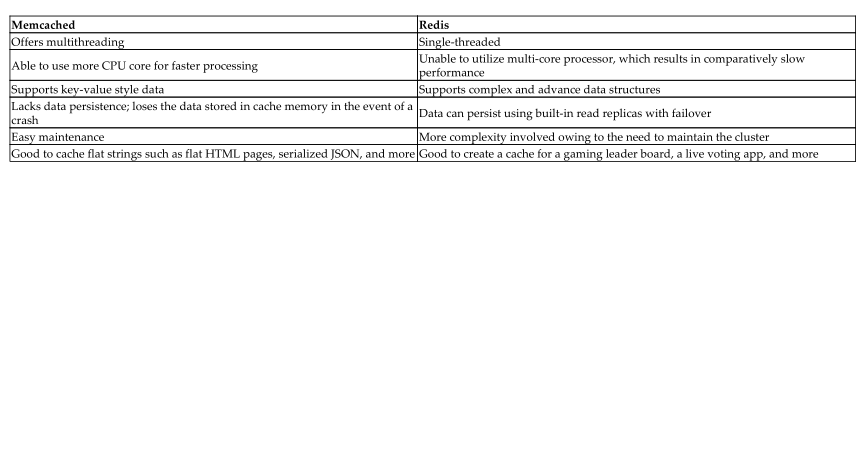 Memcached
Redis
Offers multithreading
Single-threaded
Able to use more CPU core for faster processing
Unable to utilize multi-core processor, which results in comparatively slow
performance
Supports key-value style data
Supports complex and advance data structures
Lacks data persistence; loses the data stored in cache memory in the event of a
crash
Data can persist using built-in read replicas with failover
Easy maintenance
More complexity involved owing to the need to maintain the cluster
Good to cache flat strings such as flat HTML pages, serialized JSON, and more
Good to create a cache for a gaming leader board, a live voting app, and more